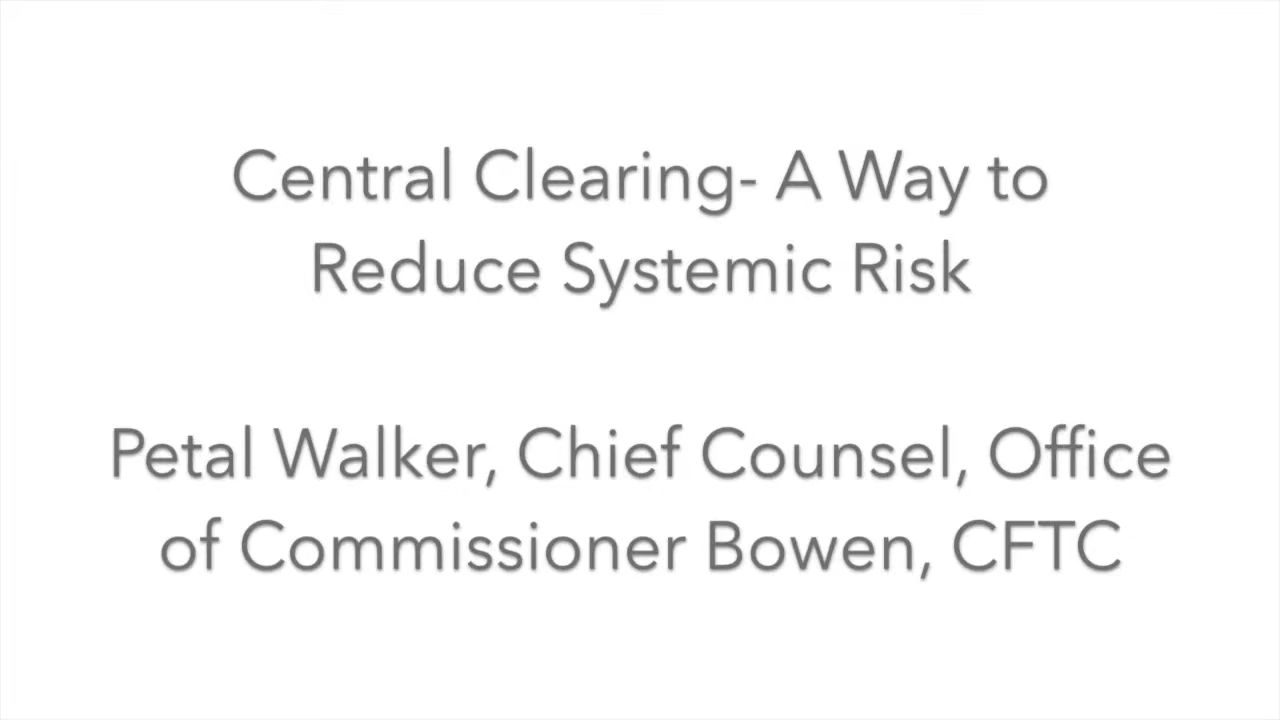 Central Clearing- A Way to
Reduce Systemic Risk
Petal Walker, Chief Counsel, Office
of Commissioner Bowen, CFTC